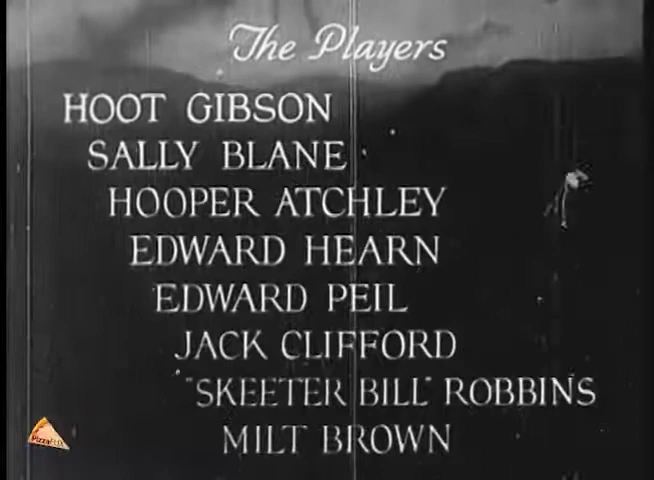 The Players
HOOT GIBSON
SALLY BLANE
HOOPER ATCHLEY
EDWARD HEARN
EDWARD PEIL
JACK CLIFFORD
"SKEETER BILL" ROBBINS
MILT BROWN
PizzaFLIX